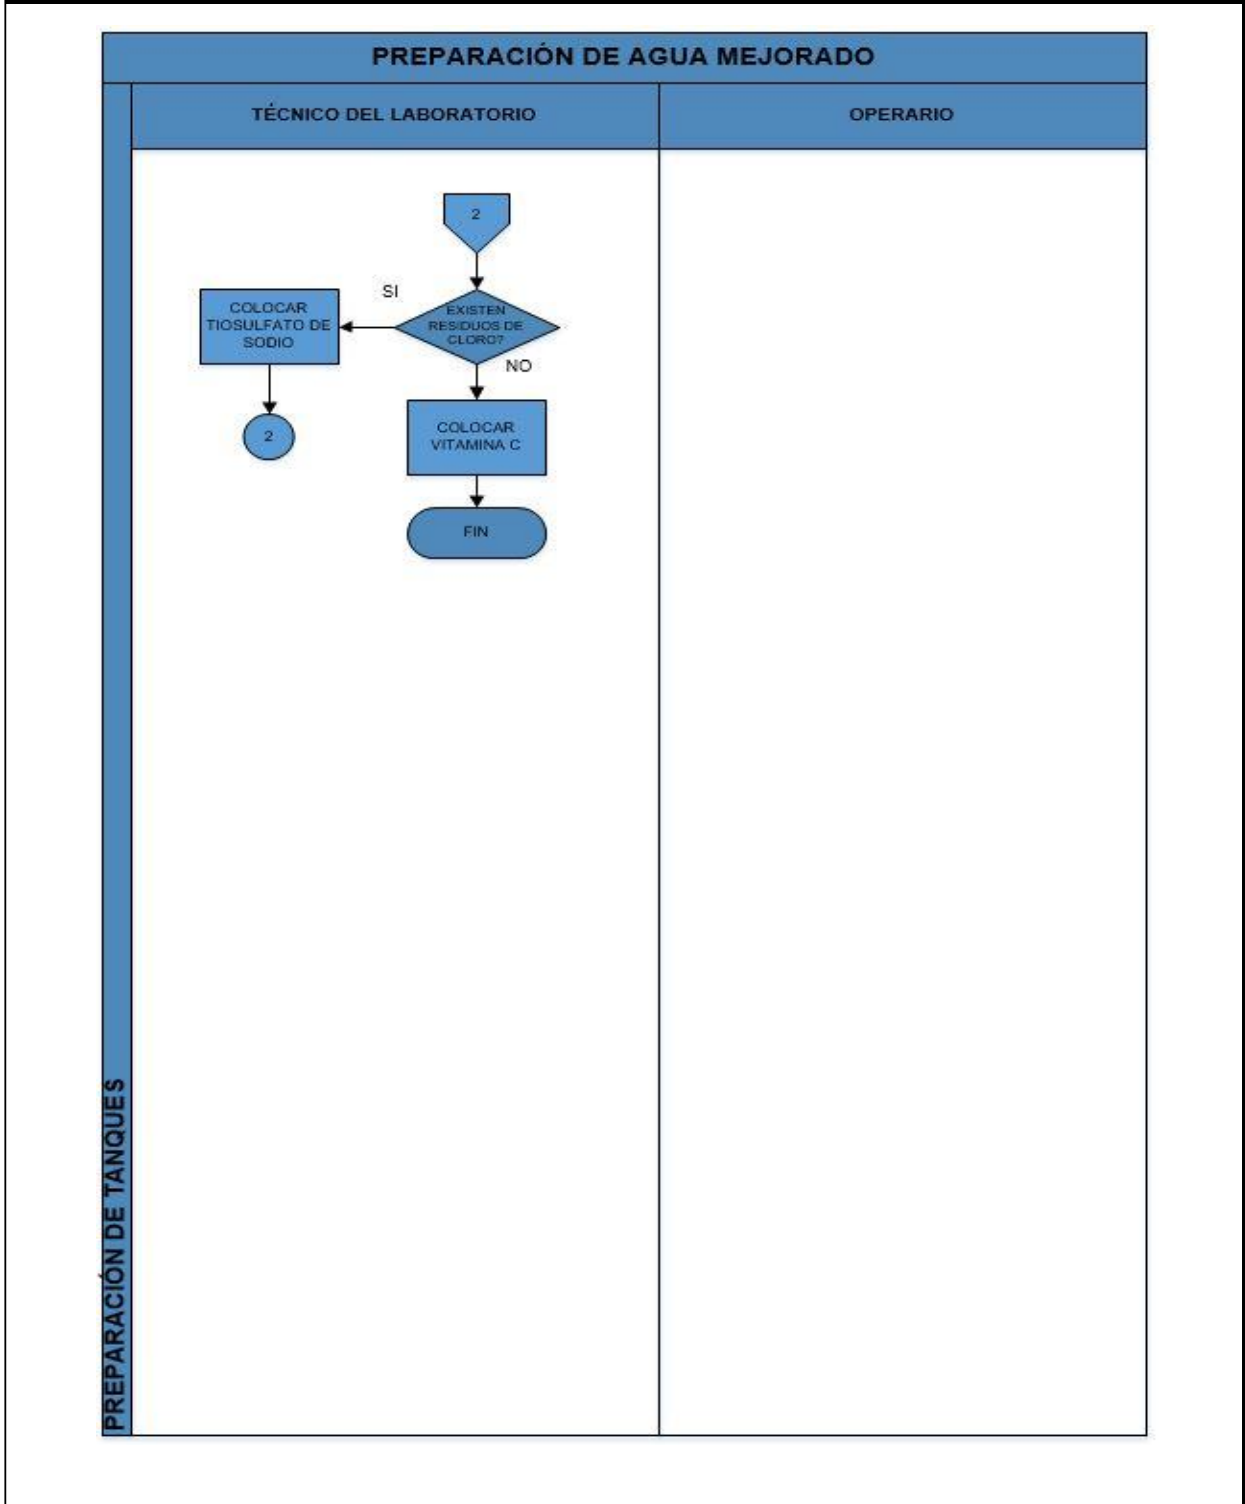 PREPARACIÓN DE AGUA MEJORADO
TÉCNICO DEL LABORATORIO
OPERARIO
2
SI
EXISTEN
RESIDUOS DE
CLORO?
COLOCAR
TIOSULFATO DE
SODIO
NO
2
COLOCAR
VITAMINA C
FIN
PREPARACIÓN DE TANQUES